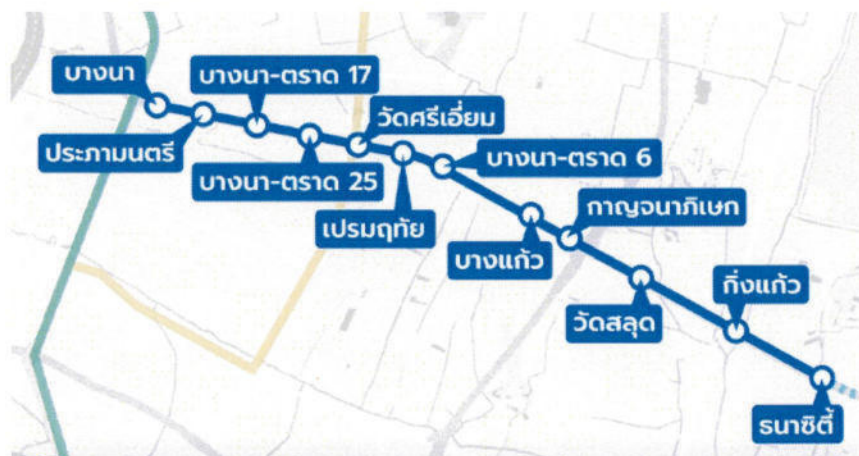 บางนา
บางนา-ตราด 17
วัดศรีเอี่ยม
ประภามนตรี
บางนา-ตราด 25
บางนา-ตราด 6
เปรมฤทัย
กาญจนาภิเษก
บางแก้ว
กิ่งแก้ว
วัดสลุด
ธนาซิตี้